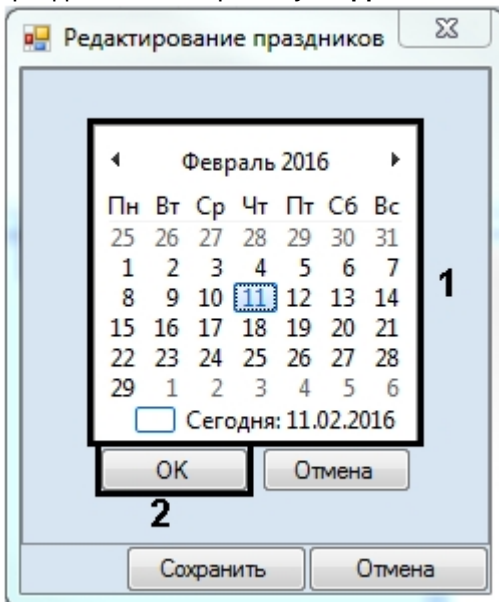 Редактирование праздников
Февраль 2016
Пн Вт Ср Чт Пт Сб Вс
25 26 27 28 29 30 31
1 2 3 4 5 6 7
8 9 10 11 12 13 14
15 16 17 18 19 20 21
22 23 24 25 26 27 28
29 1 2 3 4 5 6
Сегодня: 11.02.2016
1
ОК Отмена
2
Сохранить Отмена